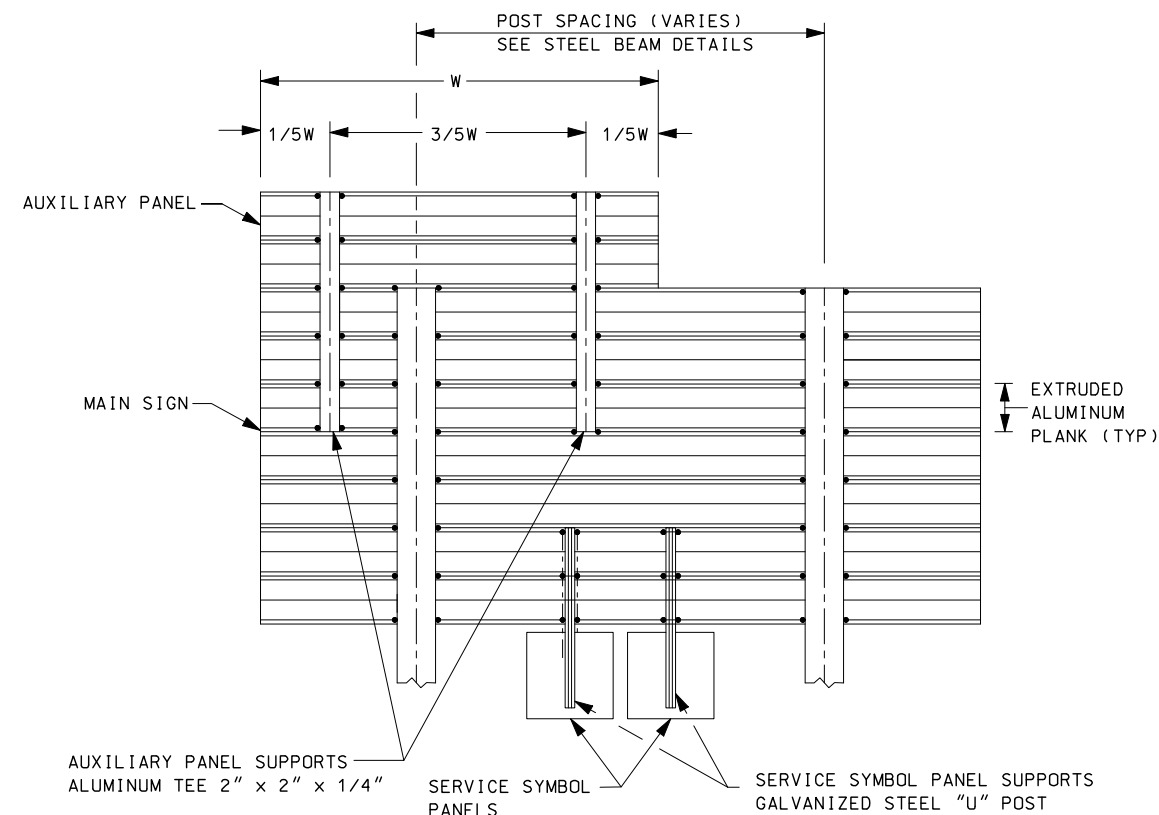 POST SPACING (VARIES)
SEE STEEL BEAM DETAILS
W
1/5W
3/5W
1/5W
AUXILIARY PANEL
MAIN SIGN
EXTRUDED
ALUMINUM
PLANK (TYP)
AUXILIARY PANEL SUPPORTS
ALUMINUM TEE 2" x 2" x 1/4"
SERVICE SYMBOL
PANELS
SERVICE SYMBOL PANEL SUPPORTS
GALVANIZED STEEL "U" POST